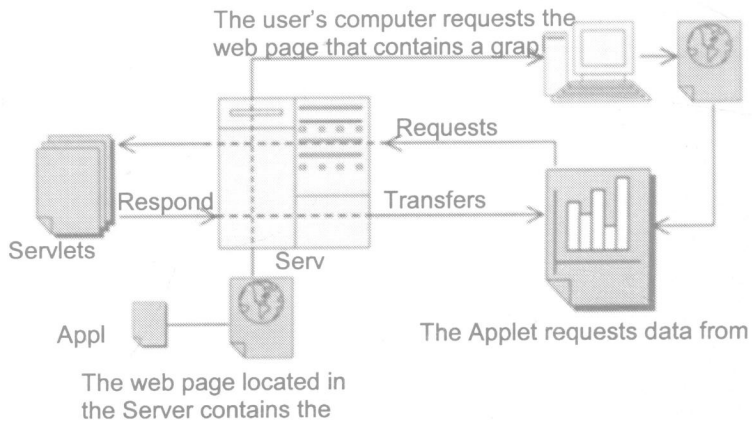 The user's computer requests the
web page that contains a grap
Requests
Respond
Transfers
Servlets
Serv
Appl
The Applet requests data from
The web page located in
the Server contains the